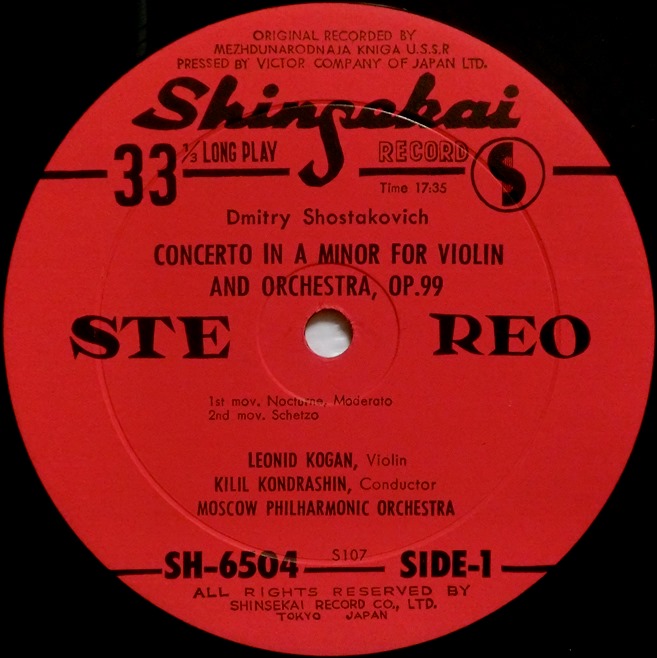 ORIGINAL RECORDED BY
MEZHDUNARODNAJA KNIGA U.S.S.R
PRESSED BY VICTOR COMPANY OF JAPAN LTD.
Shinsekai
33 1/3 LONG PLAY RECORD S
Time 17:35
Dmitry Shostakovich
CONCERTO IN A MINOR FOR VIOLIN
AND ORCHESTRA, OP.99
STE REO
1st mov. Nocturne, Moderato
2nd mov. Schetzo
LEONID KOGAN, Violin
KILIL KONDRASHIN, Conductor
MOSCOW PHILHARMONIC ORCHESTRA
SH-6504 S107 SIDE-1
ALL RIGHTS RESERVED BY
SHINSEKAI RECORD CO., LTD.
TOKYO JAPAN